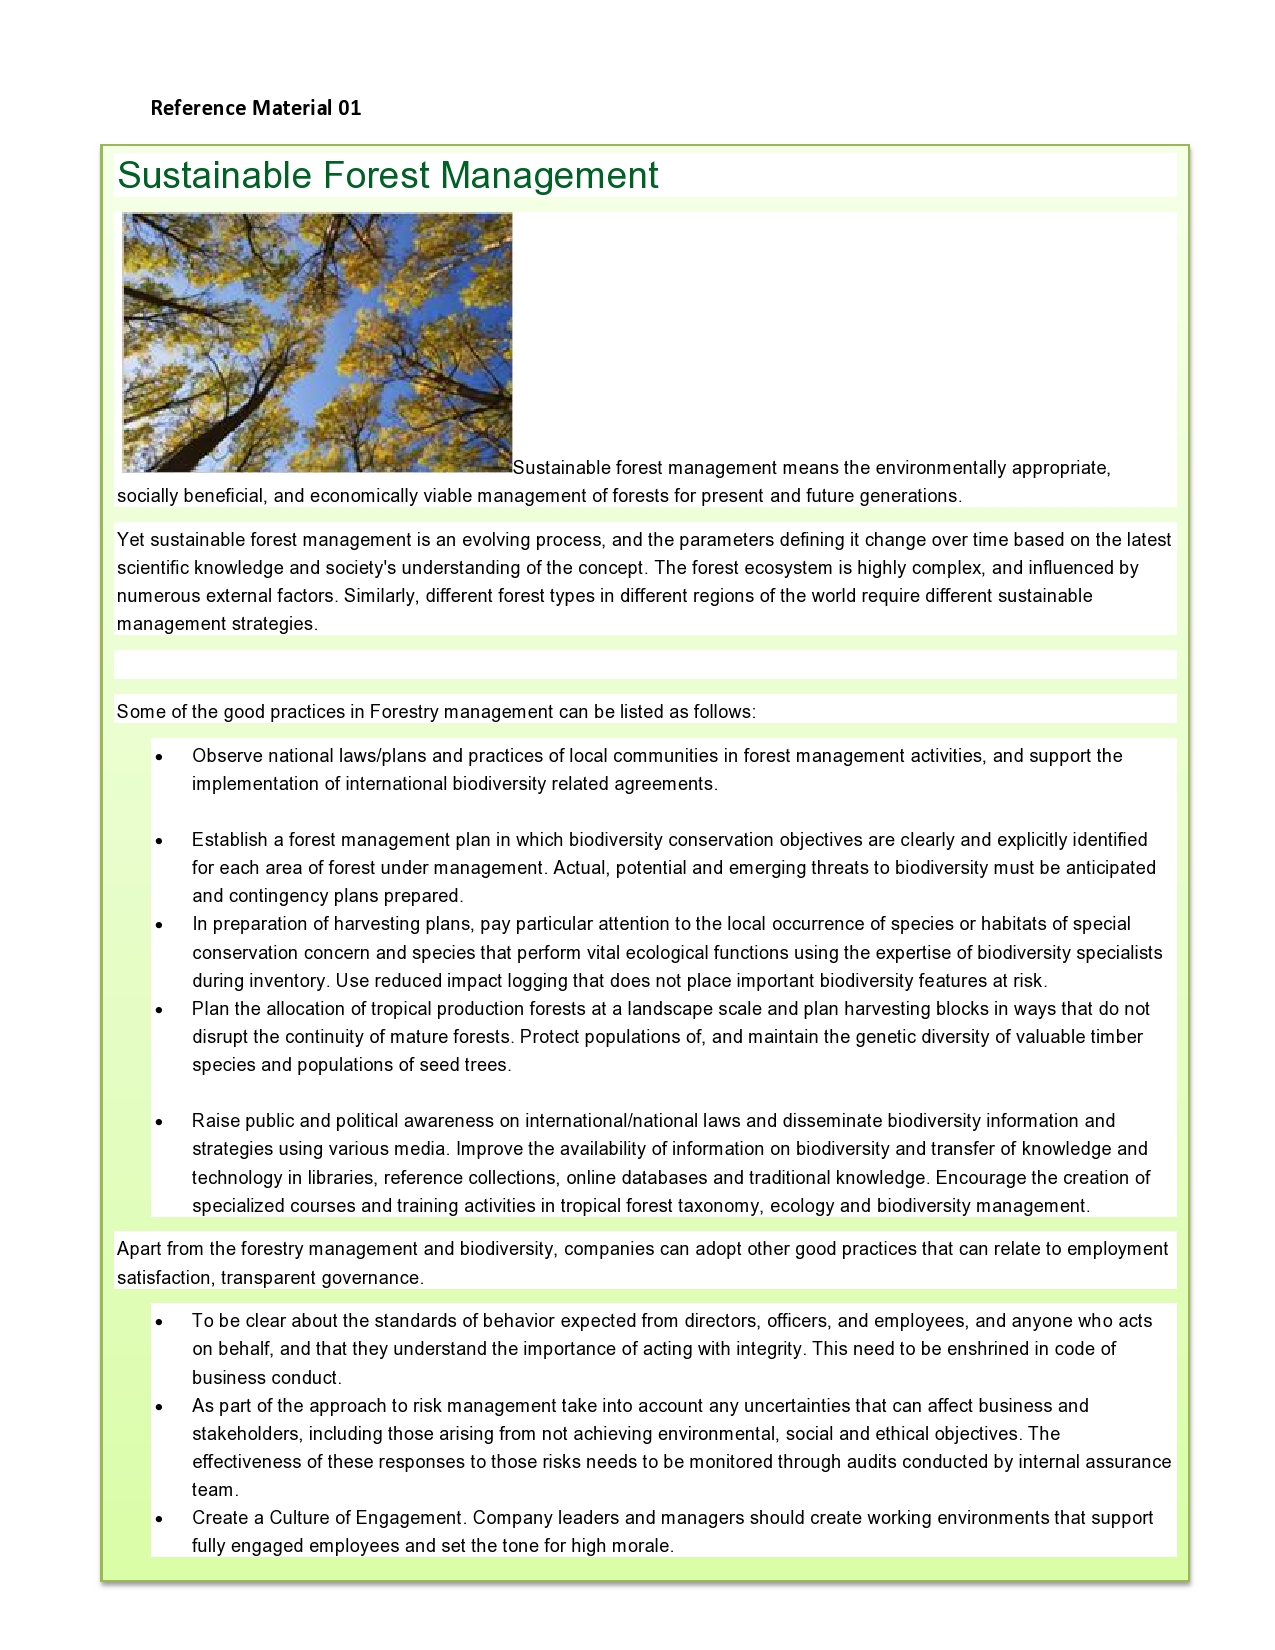 Reference Material 01
Sustainable Forest Management
Sustainable forest management means the environmentally appropriate,
socially beneficial, and economically viable management of forests for present and future generations.
Yet sustainable forest management is an evolving process, and the parameters defining it change over time based on the latest
scientific knowledge and society's understanding of the concept. The forest ecosystem is highly complex, and influenced by
numerous external factors. Similarly, different forest types in different regions of the world require different sustainable
management strategies.
Some of the good practices in Forestry management can be listed as follows:
• Observe national laws/plans and practices of local communities in forest management activities, and support the
implementation of international biodiversity related agreements.
• Establish a forest management plan in which biodiversity conservation objectives are clearly and explicitly identified
for each area of forest under management. Actual, potential and emerging threats to biodiversity must be anticipated
and contingency plans prepared.
• In preparation of harvesting plans, pay particular attention to the local occurrence of species or habitats of special
conservation concern and species that perform vital ecological functions using the expertise of biodiversity specialists
during inventory. Use reduced impact logging that does not place important biodiversity features at risk.
• Plan the allocation of tropical production forests at a landscape scale and plan harvesting blocks in ways that do not
disrupt the continuity of mature forests. Protect populations of, and maintain the genetic diversity of valuable timber
species and populations of seed trees.
• Raise public and political awareness on international/national laws and disseminate biodiversity information and
strategies using various media. Improve the availability of information on biodiversity and transfer of knowledge and
technology in libraries, reference collections, online databases and traditional knowledge. Encourage the creation of
specialized courses and training activities in tropical forest taxonomy, ecology and biodiversity management.
Apart from the forestry management and biodiversity, companies can adopt other good practices that can relate to employment
satisfaction, transparent governance.
• To be clear about the standards of behavior expected from directors, officers, and employees, and anyone who acts
on behalf, and that they understand the importance of acting with integrity. This need to be enshrined in code of
business conduct.
• As part of the approach to risk management take into account any uncertainties that can affect business and
stakeholders, including those arising from not achieving environmental, social and ethical objectives. The
effectiveness of these responses to those risks needs to be monitored through audits conducted by internal assurance
team.
• Create a Culture of Engagement. Company leaders and managers should create working environments that support
fully engaged employees and set the tone for high morale.